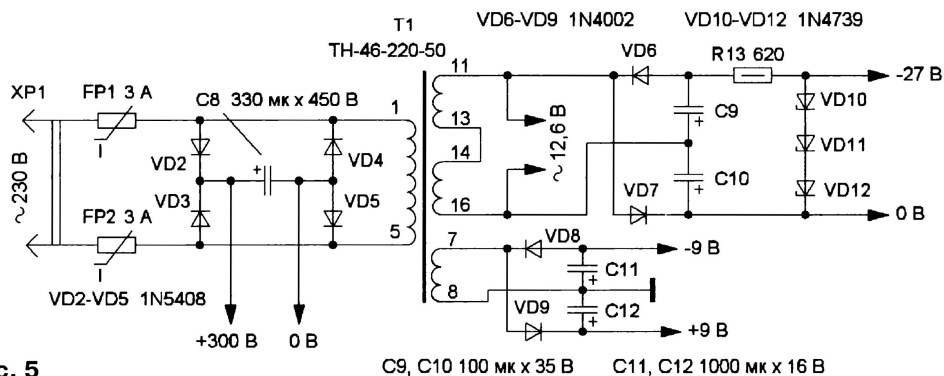 T1
ТН-46-220-50
VD6-VD9 1N4002
VD10-VD12 1N4739
XP1
FP1 3 A
C8 330 мк x 450 В
1
11
VD6
R13 620
-27 В
VD2
VD4
13
В
C9
VD10
~230 В
14
~12,6 В
VD11
VD3
VD5
16
VD7
C10
VD12
FP2 3 A
5
0 В
7
VD8
-9 В
VD2-VD5 1N5408
8
C11
VD9
C12
+300 В
0 В
+9 В
с. 5
C9, C10 100 мк x 35 В
C11, C12 1000 мк x 16 В